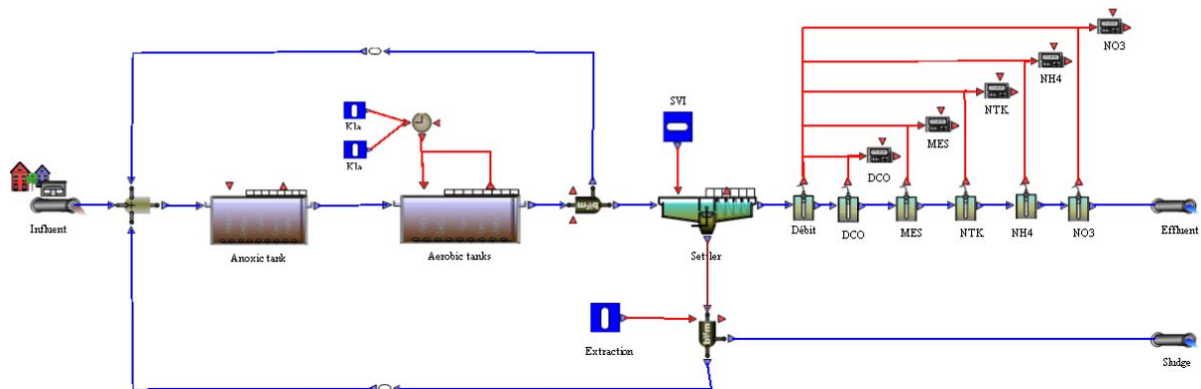 NO3
NH4
SVI
NTK
Kla
MES
Kla
DCO
Influent
Anoxic tank
Aerobic tanks
Settler
Débit
DCO
MES
NTK
NH4
NO3
Effluent
Extraction
Sludge